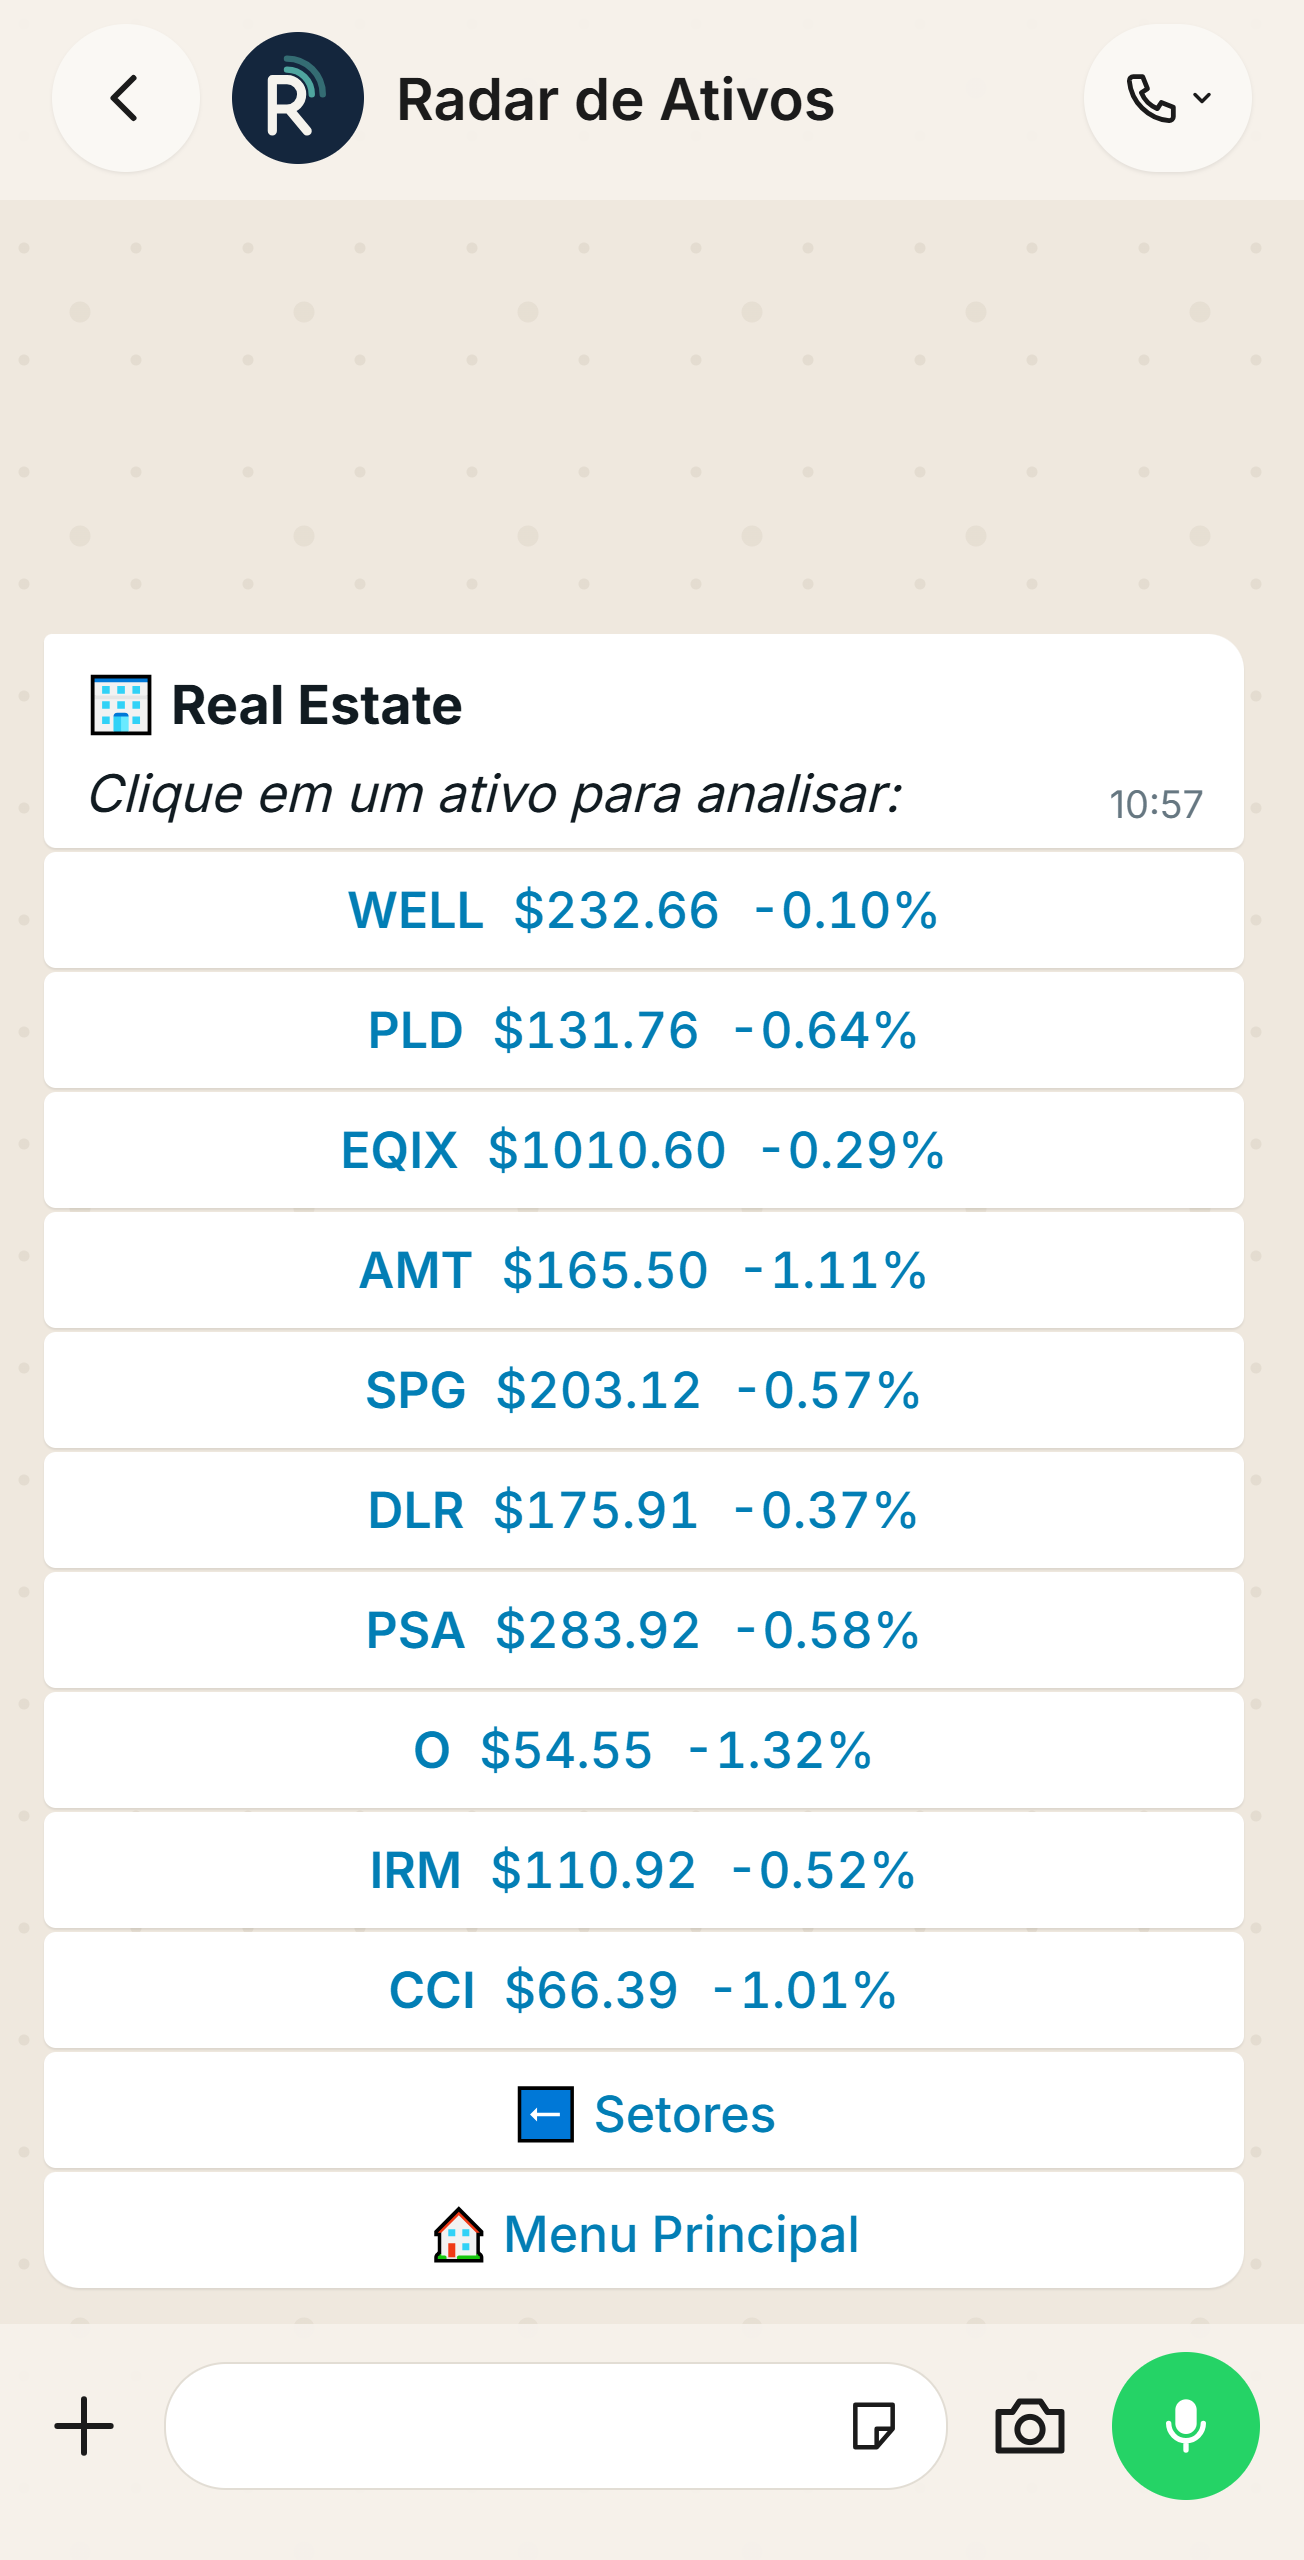 Radar de Ativos
Real Estate
Clique em um ativo para analisar:
10:57
WELL $232.66 -0.10%
PLD $131.76 -0.64%
EQIX $1010.60 -0.29%
AMT $165.50 -1.11%
SPG $203.12 -0.57%
DLR $175.91 -0.37%
PSA $283.92 -0.58%
O $54.55 -1.32%
IRM $110.92 -0.52%
CCI $66.39 -1.01%
Setores
Menu Principal